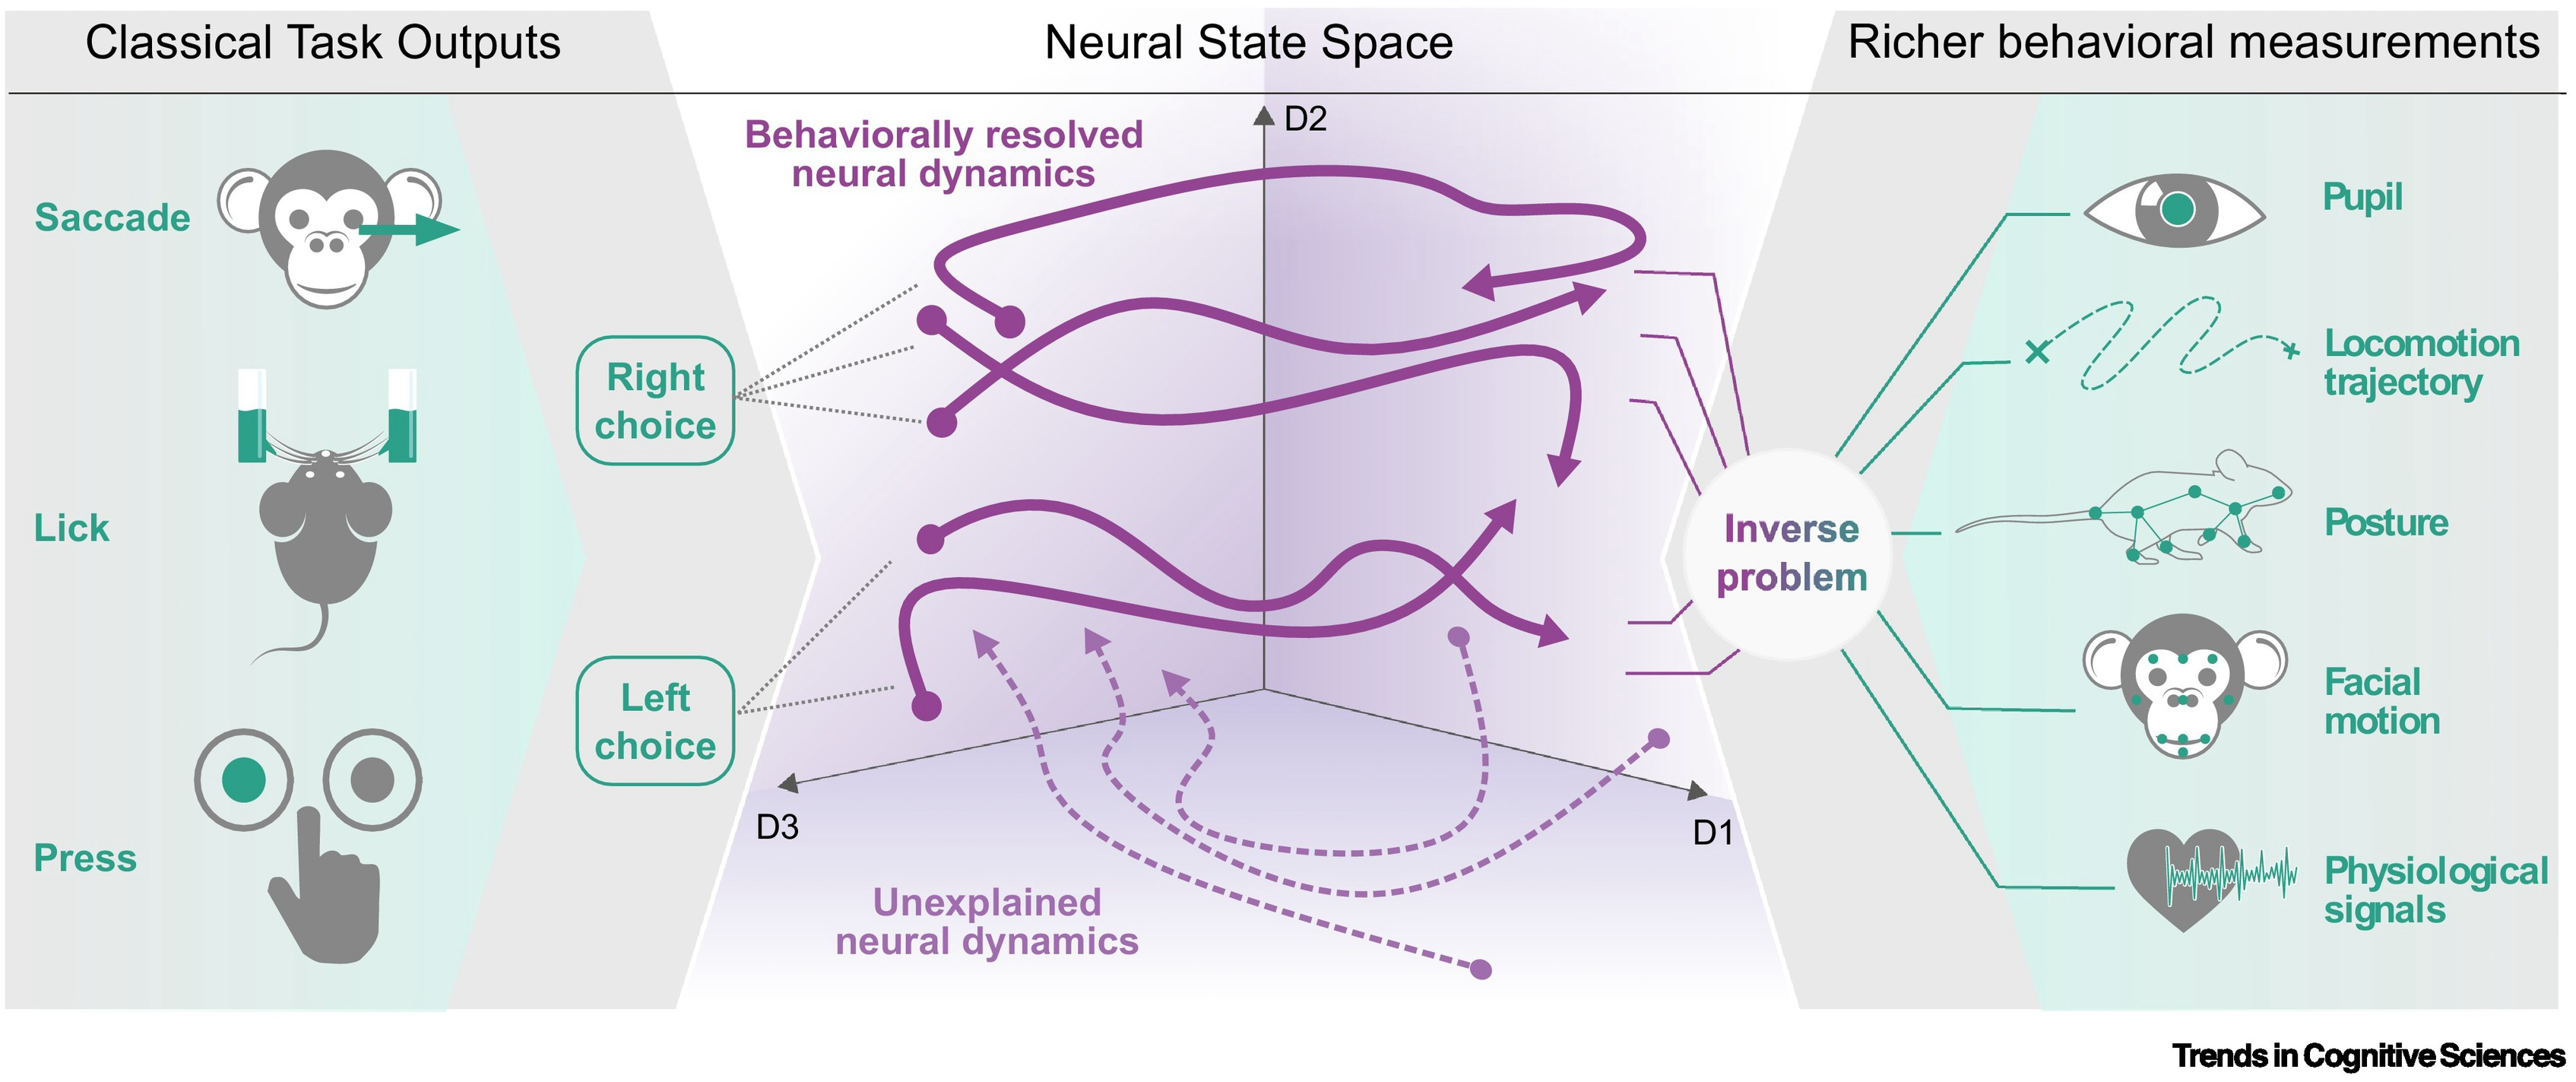 Classical Task Outputs
Neural State Space
Richer behavioral measurements
Saccade
Lick
Press
Right
choice
Left
choice
Behaviorally resolved
neural dynamics
D2
D3
D1
Unexplained
neural dynamics
Inverse
problem
Pupil
Locomotion
trajectory
Posture
Facial
motion
Physiological
signals
Trends in Cognitive Sciences